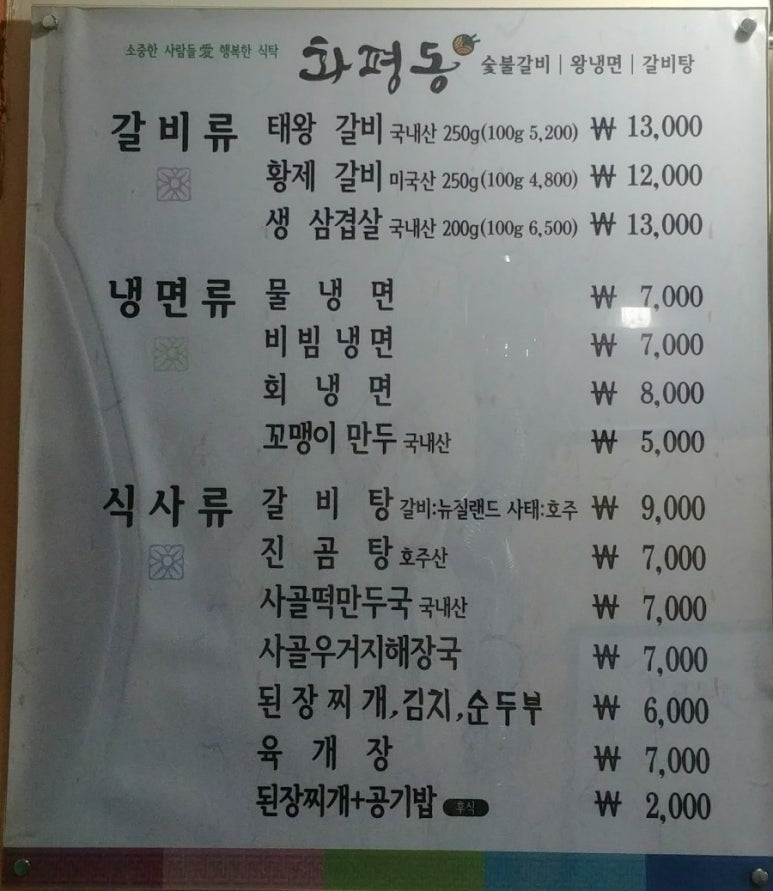 소중한 사람들愛 행복한 식탁
화평동 숯불갈비 | 왕냉면 | 갈비탕
갈비류 태왕 갈비 국내산 250g(100g 5,200) ₩ 13,000
황제 갈비 미국산 250g(100g 4,800) ₩ 12,000
생 삼겹살 국내산 200g(100g 6,500) ₩ 13,000
냉면류 물 냉 면 ₩ 7,000
비빔냉면 ₩ 7,000
회 냉 면 ₩ 8,000
꼬맹이 만두 국내산 ₩ 5,000
식사류 갈 비 탕 갈비:뉴질랜드 사태:호주 ₩ 9,000
진 곰 탕 호주산 ₩ 7,000
사골떡만두국 국내산 ₩ 7,000
사골우거지해장국 ₩ 7,000
된장찌개,김치,순두부 ₩ 6,000
육 개 장 ₩ 7,000
된장찌개+공기밥 후식 ₩ 2,000